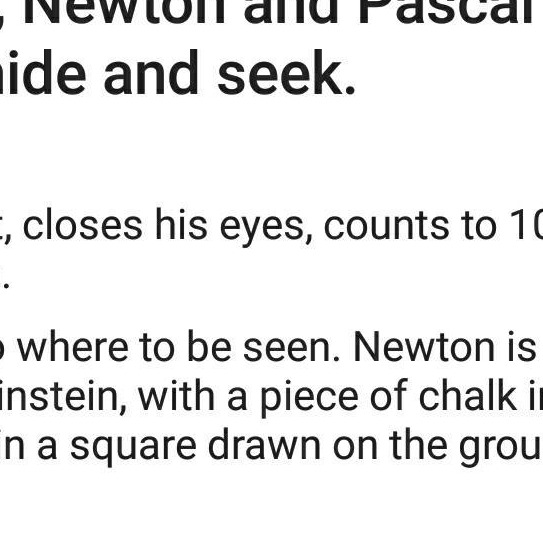 , Newton and Pascal
hide and seek.
, closes his eyes, counts to 10
.
where to be seen. Newton is
instein, with a piece of chalk in
in a square drawn on the grou